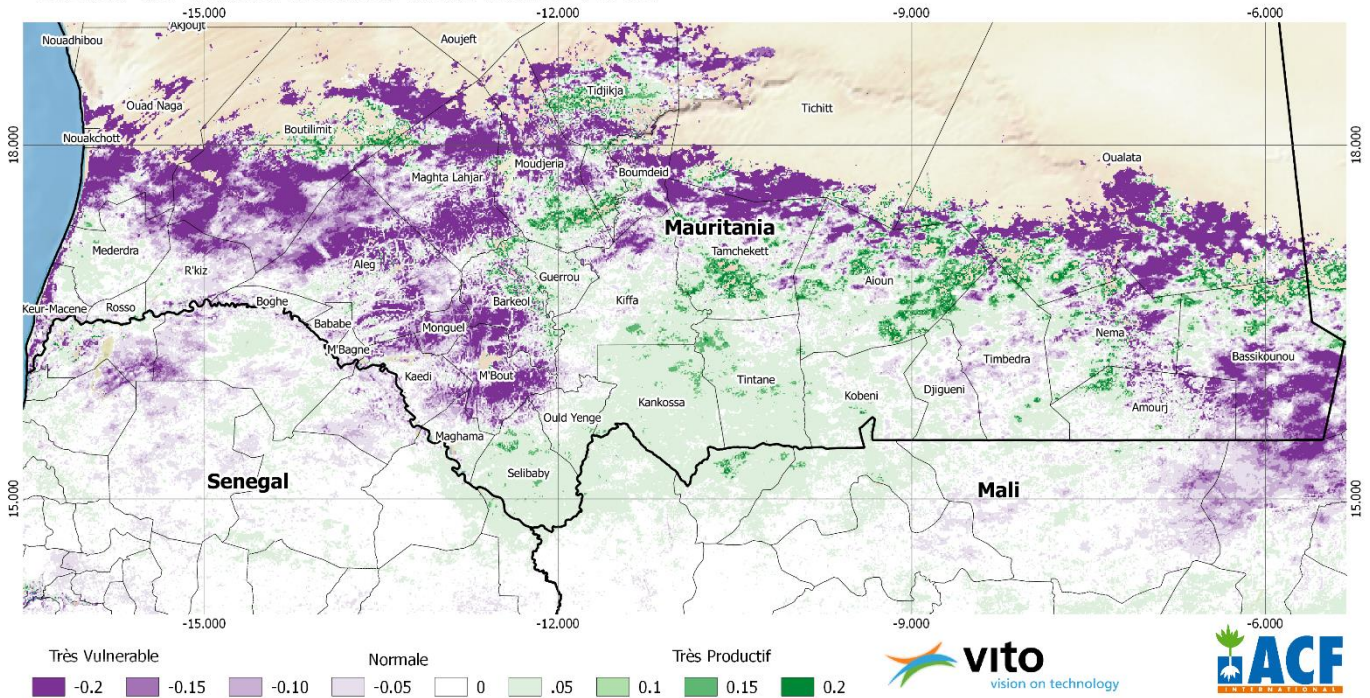 -15.000 -12.000 -9.000 -6.000
Akjoujt
Nouadhibou
Aoujeft
Tidjikja
Ouad Naga
Tichitt
Boutilimit
Nouakchott
18.000 18.000
Oualata
Moudjeria
Maghta Lahjar
Boumdeid
Mauritania
Mederdra
Tamchekett
Aleg
R'kiz
Guerrou
Aioun
Kiffa
Keur-Macene
Rosso
Boghe
Barkeol
Bababe
Monguel
Nema
M'Bagne
Timbedra
Bassikounou
Kaedi
M'Bout
Tintane
Djigueni
Kankossa
Kobeni
Amourj
Ould Yenge
Maghama
Selibaby
Senegal
Mali
15.000 15.000
-15.000 -12.000 -9.000 -6.000
Très Vulnerable Normale Très Productif
-0.2 -0.15 -0.10 -0.05 0 .05 0.1 0.15 0.2
vito
vision on technology
ACF
INTERNATIONAL